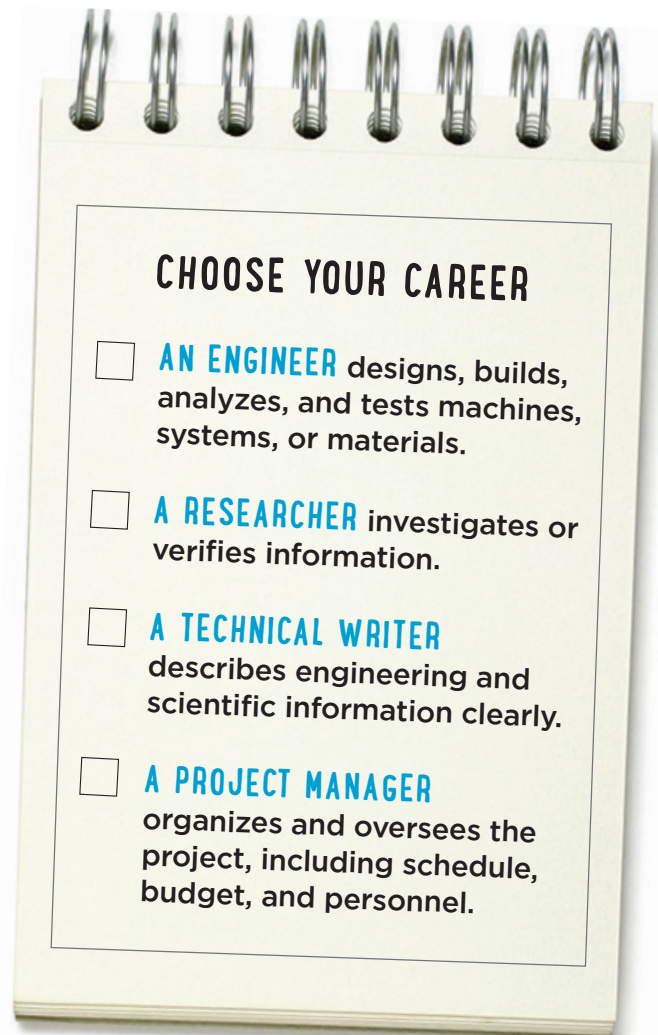 CHOOSE YOUR CAREER
AN ENGINEER designs, builds,
analyzes, and tests machines,
systems, or materials.
A RESEARCHER investigates or
verifies information.
A TECHNICAL WRITER
describes engineering and
scientific information clearly.
A PROJECT MANAGER
organizes and oversees the
project, including schedule,
budget, and personnel.